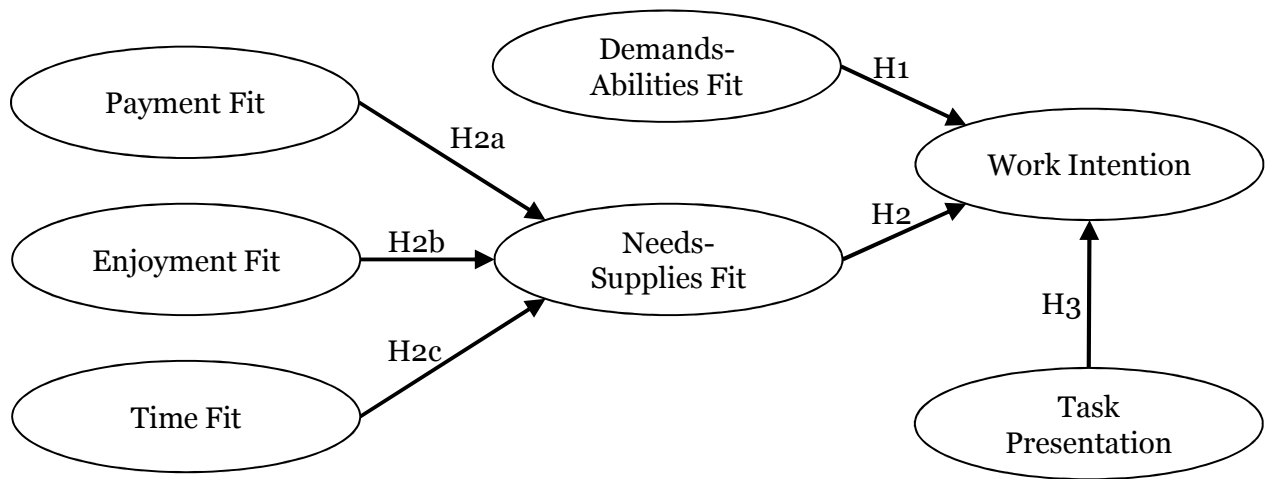 Demands-
Abilities Fit
H1
Payment Fit
H2a
Work Intention
H2
Enjoyment Fit
H2b
Needs-
Supplies Fit
H3
H2c
Time Fit
Task
Presentation